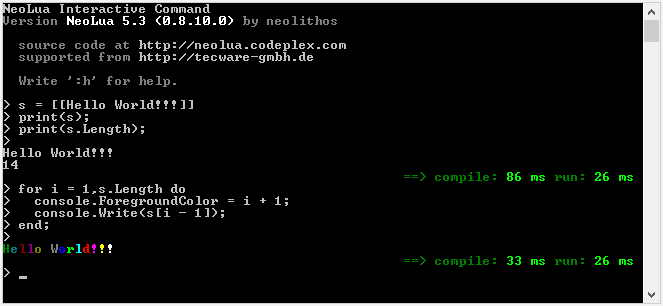 NeoLua Interactive Command
Version NeoLua 5.3 (0.8.10.0) by neolithos
source code at http://neolua.codeplex.com
supported from http://tecware-gmbh.de
Write ':h' for help.
> s = [[Hello World!!!]]
> print(s);
> print(s.Length);
>
Hello World!!!
14
==> compile: 86 ms run: 26 ms
> for i = 1,s.Length do
>   console.ForegroundColor = i + 1;
>   console.Write(s[i - 1]);
> end;
>
Hello World!!!
==> compile: 33 ms run: 26 ms
> _